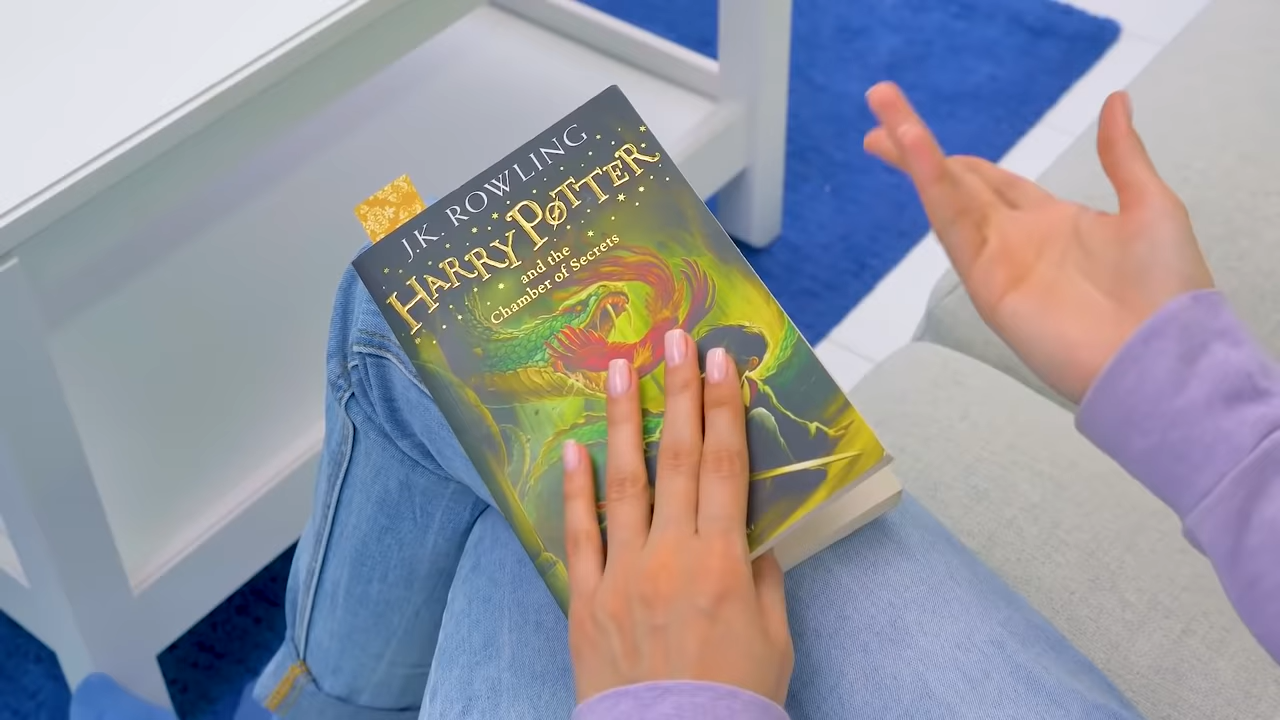 J.K. ROWLING
HARRY POTTER
and the
Chamber of Secrets